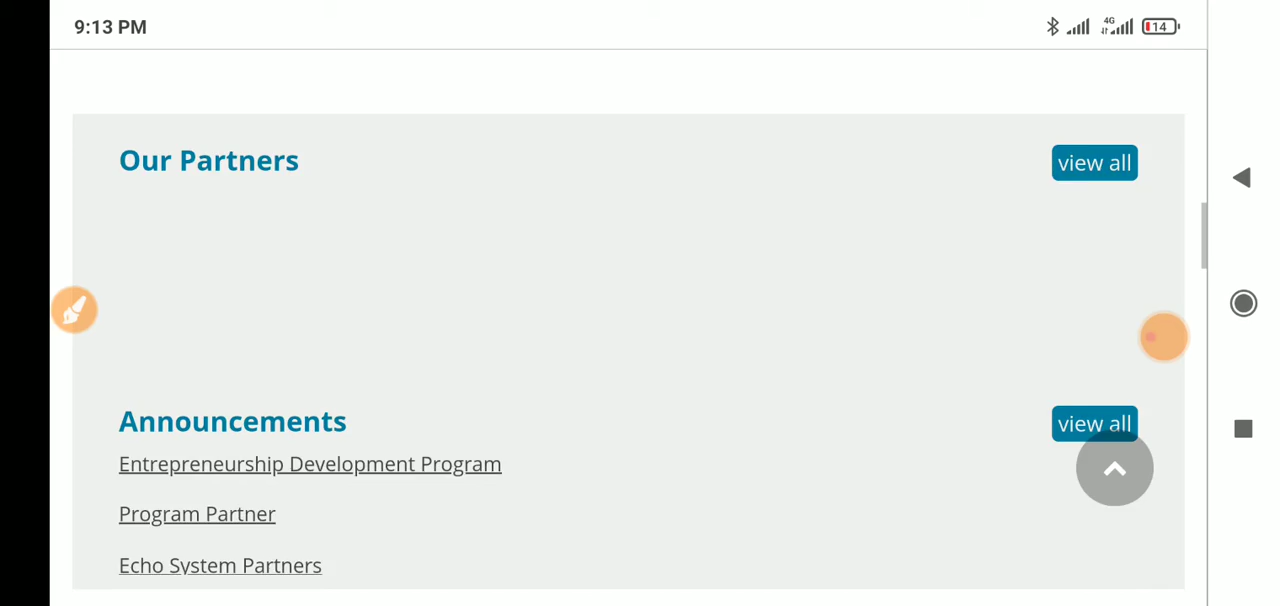 9:13 PM
4G
14
Our Partners
view all
Announcements
view all
Entrepreneurship Development Program
Program Partner
Echo System Partners